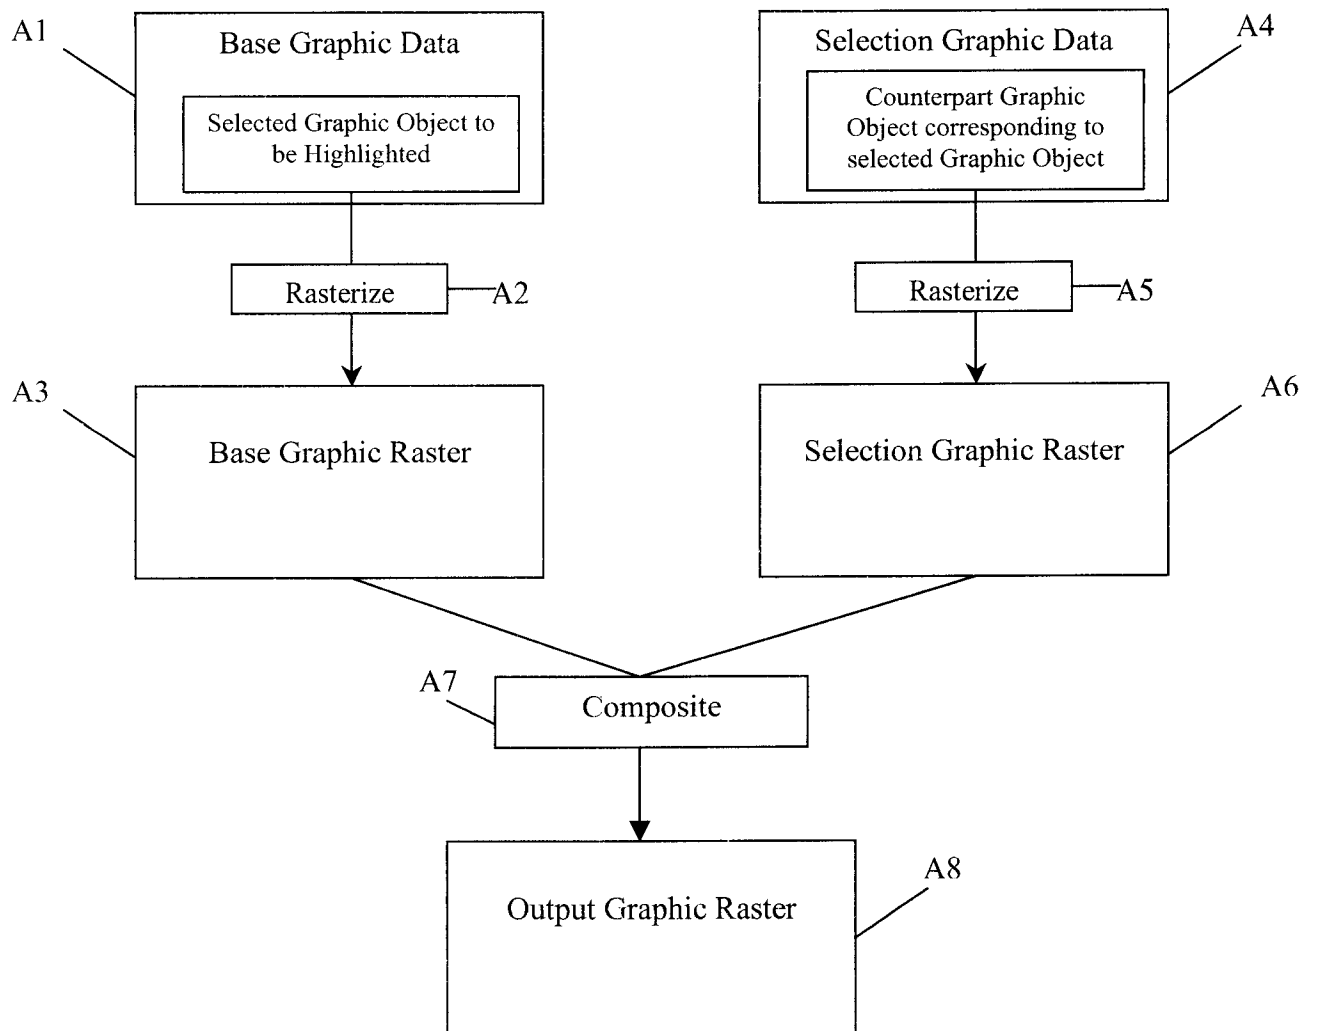 A1
Base Graphic Data
Selected Graphic Object to
be Highlighted
Selection Graphic Data
A4
Counterpart Graphic
Object corresponding to
selected Graphic Object
Rasterize
A2
Rasterize
A5
A3
Base Graphic Raster
Selection Graphic Raster
A6
A7
Composite
Output Graphic Raster
A8